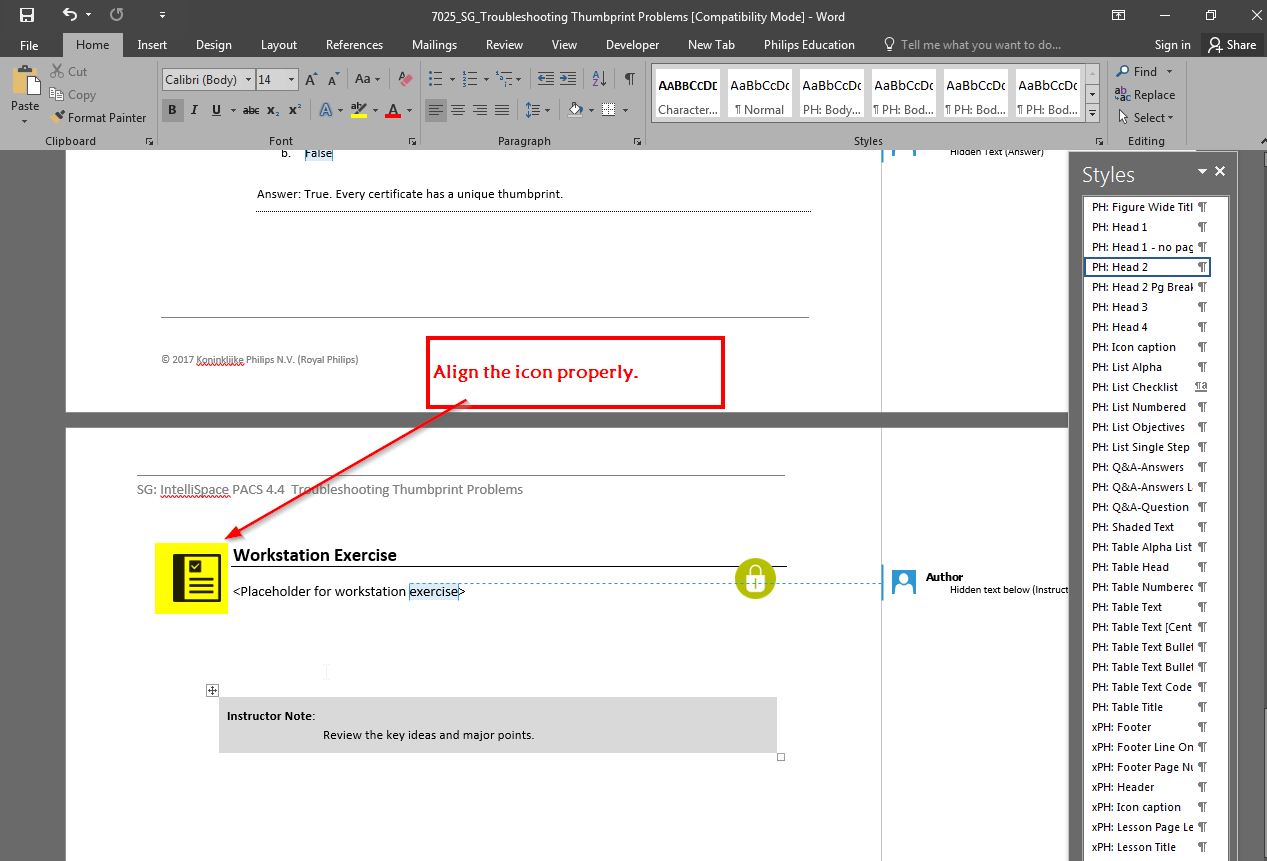 7025_SG_Troubleshooting Thumbprint Problems [Compatibility Mode] - Word
File Home Insert Design Layout References Mailings Review View Developer New Tab Philips Education Tell me what you want to do... Sign in Share
Paste
Cut
Copy
Format Painter
Clipboard
Calibri (Body) 14
Aa
B I U abc X2 X2
Font
Paragraph
AABBCCDE AaBbCcDc AaBbCcDc AaBbCcDc AaBbCcDc AaBbCcDc
Character... ¶ Normal PH: Body... ¶ PH: Bod... ¶ PH: Bod... ¶ PH: Bod...
Styles
Find
Replace
Select
Editing
b. False
Hidden Text (Answer)
Answer: True. Every certificate has a unique thumbprint.
© 2017 Koninklijke Philips N.V. (Royal Philips)
Align the icon properly.
SG: IntelliSpace PACS 4.4 Troubleshooting Thumbprint Problems
Workstation Exercise
<Placeholder for workstation exercise>
Author
Hidden text below (Instruct
Instructor Note:
Review the key ideas and major points.
Styles
PH: Figure Wide Titl ¶
PH: Head 1 ¶
PH: Head 1 - no pag ¶
PH: Head 2 ¶
PH: Head 2 Pg Break ¶
PH: Head 3 ¶
PH: Head 4 ¶
PH: Icon caption ¶
PH: List Alpha ¶
PH: List Checklist ¶a
PH: List Numbered ¶
PH: List Objectives ¶
PH: List Single Step ¶
PH: Q&A-Answers ¶
PH: Q&A-Answers L ¶
PH: Q&A-Question ¶
PH: Shaded Text ¶
PH: Table Alpha List ¶
PH: Table Head ¶
PH: Table Numbered ¶
PH: Table Text ¶
PH: Table Text [Cent ¶
PH: Table Text Bullet ¶
PH: Table Text Bullet ¶
PH: Table Text Code ¶
PH: Table Title ¶
xPH: Footer ¶
xPH: Footer Line On ¶
xPH: Footer Page Nu ¶
xPH: Header ¶
xPH: Icon caption ¶
xPH: Lesson Page Le ¶
xPH: Lesson Title ¶